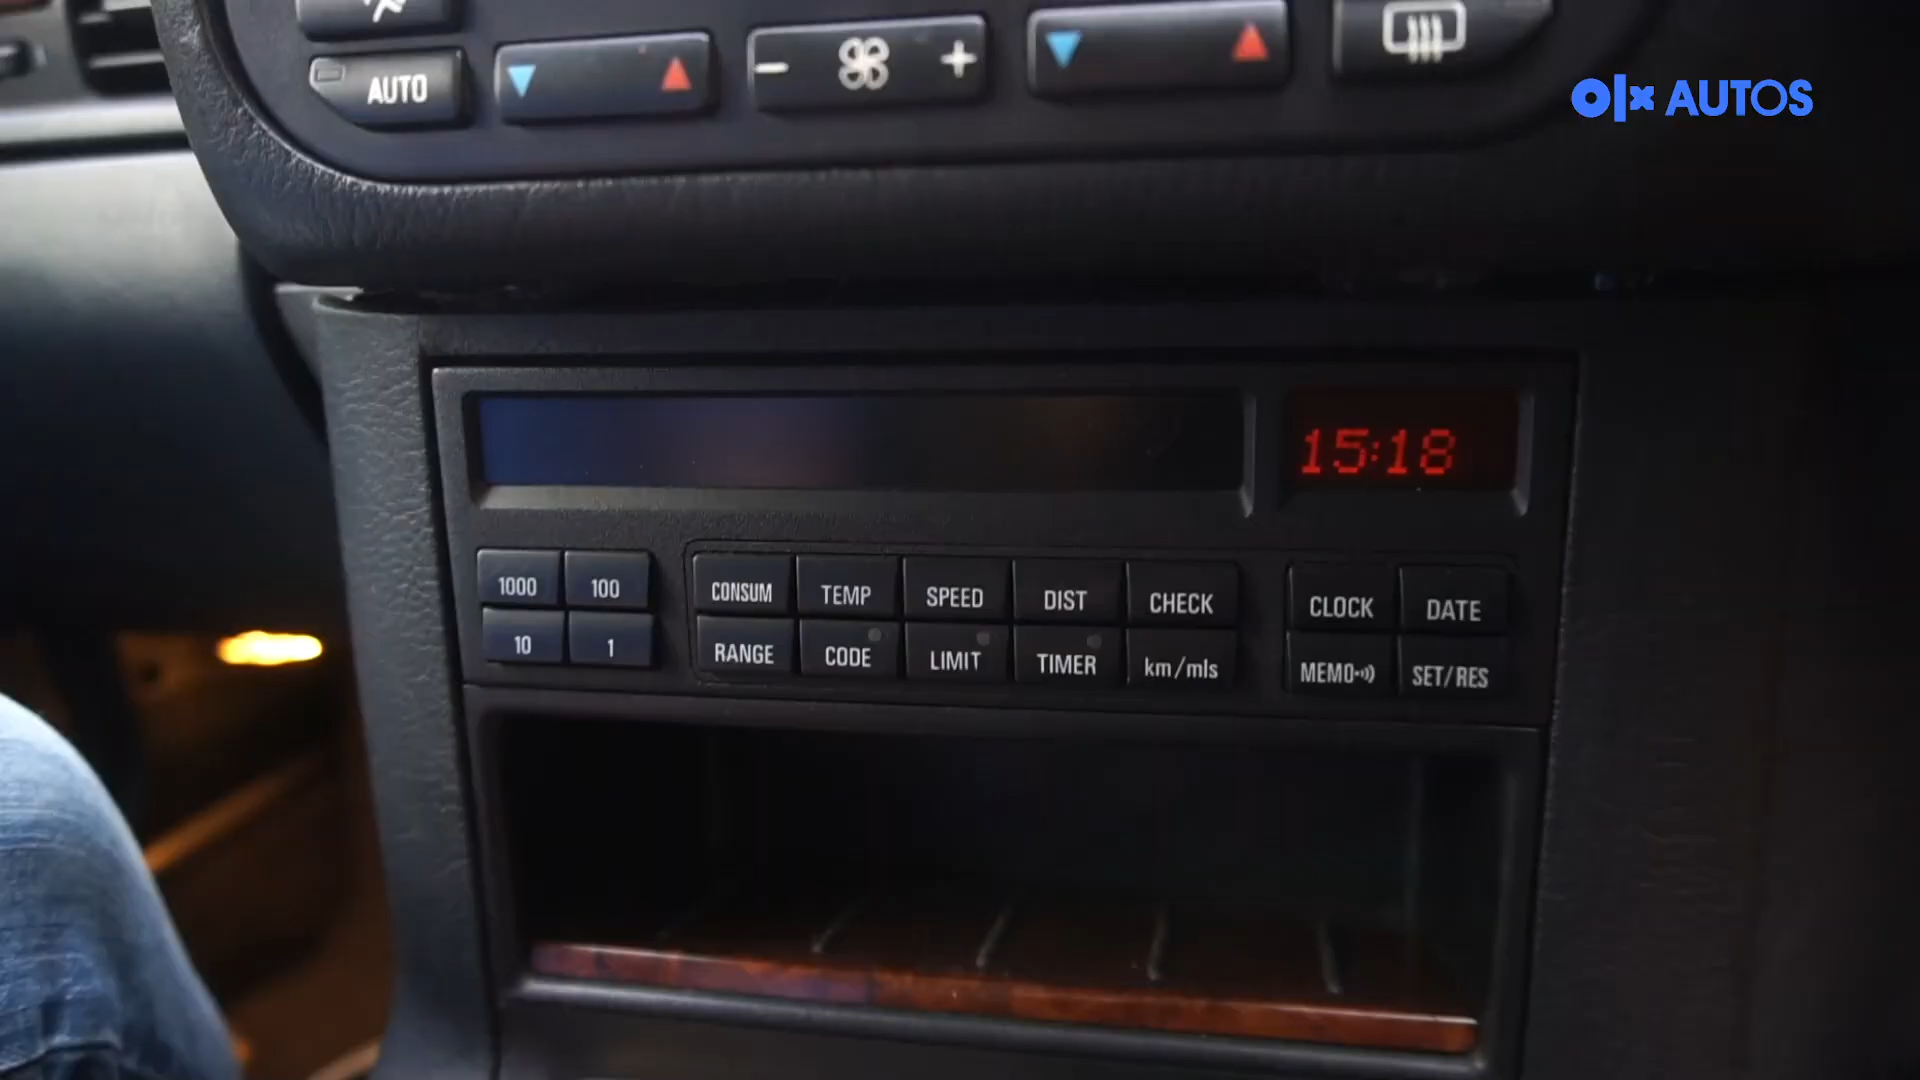 AUTO
− +
olx AUTOS
15:18
1000 100
10 1
CONSUM TEMP SPEED DIST CHECK
RANGE CODE LIMIT TIMER km/mls
CLOCK DATE
MEMO SET/RES